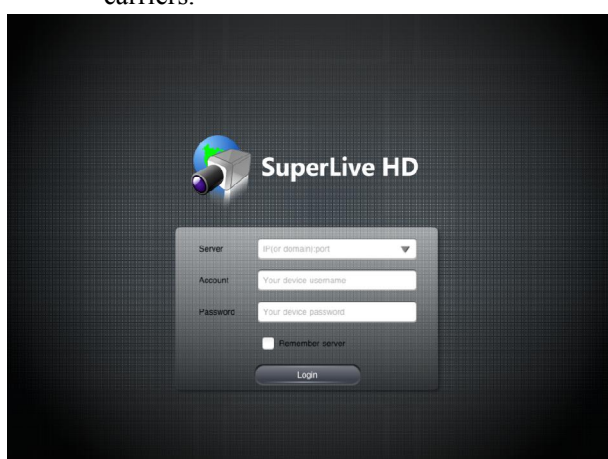 carriers.
SuperLive HD
Server IP(or domain):port
Account Your device username
Password Your device password
Remember server
Login